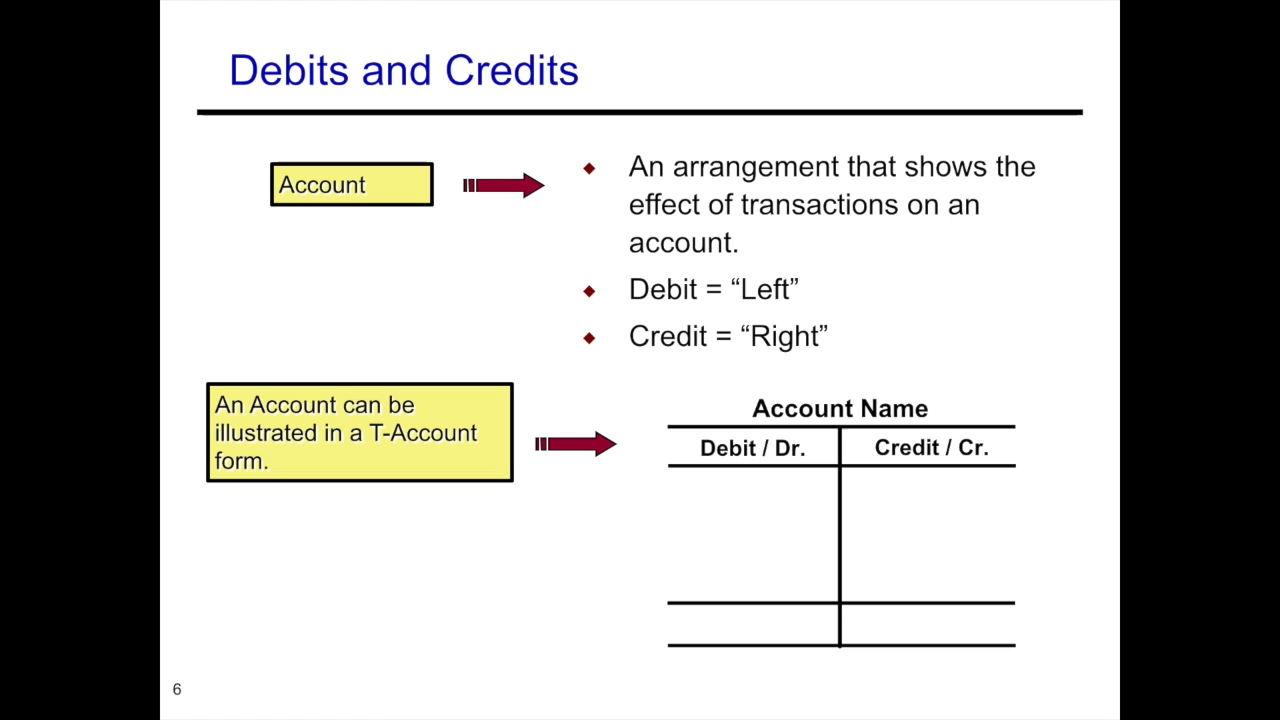 Debits and Credits
Account
An arrangement that shows the
effect of transactions on an
account.
Debit = “Left”
Credit = “Right”
An Account can be
illustrated in a T-Account
form.
Account Name
Debit / Dr.
Credit / Cr.
6